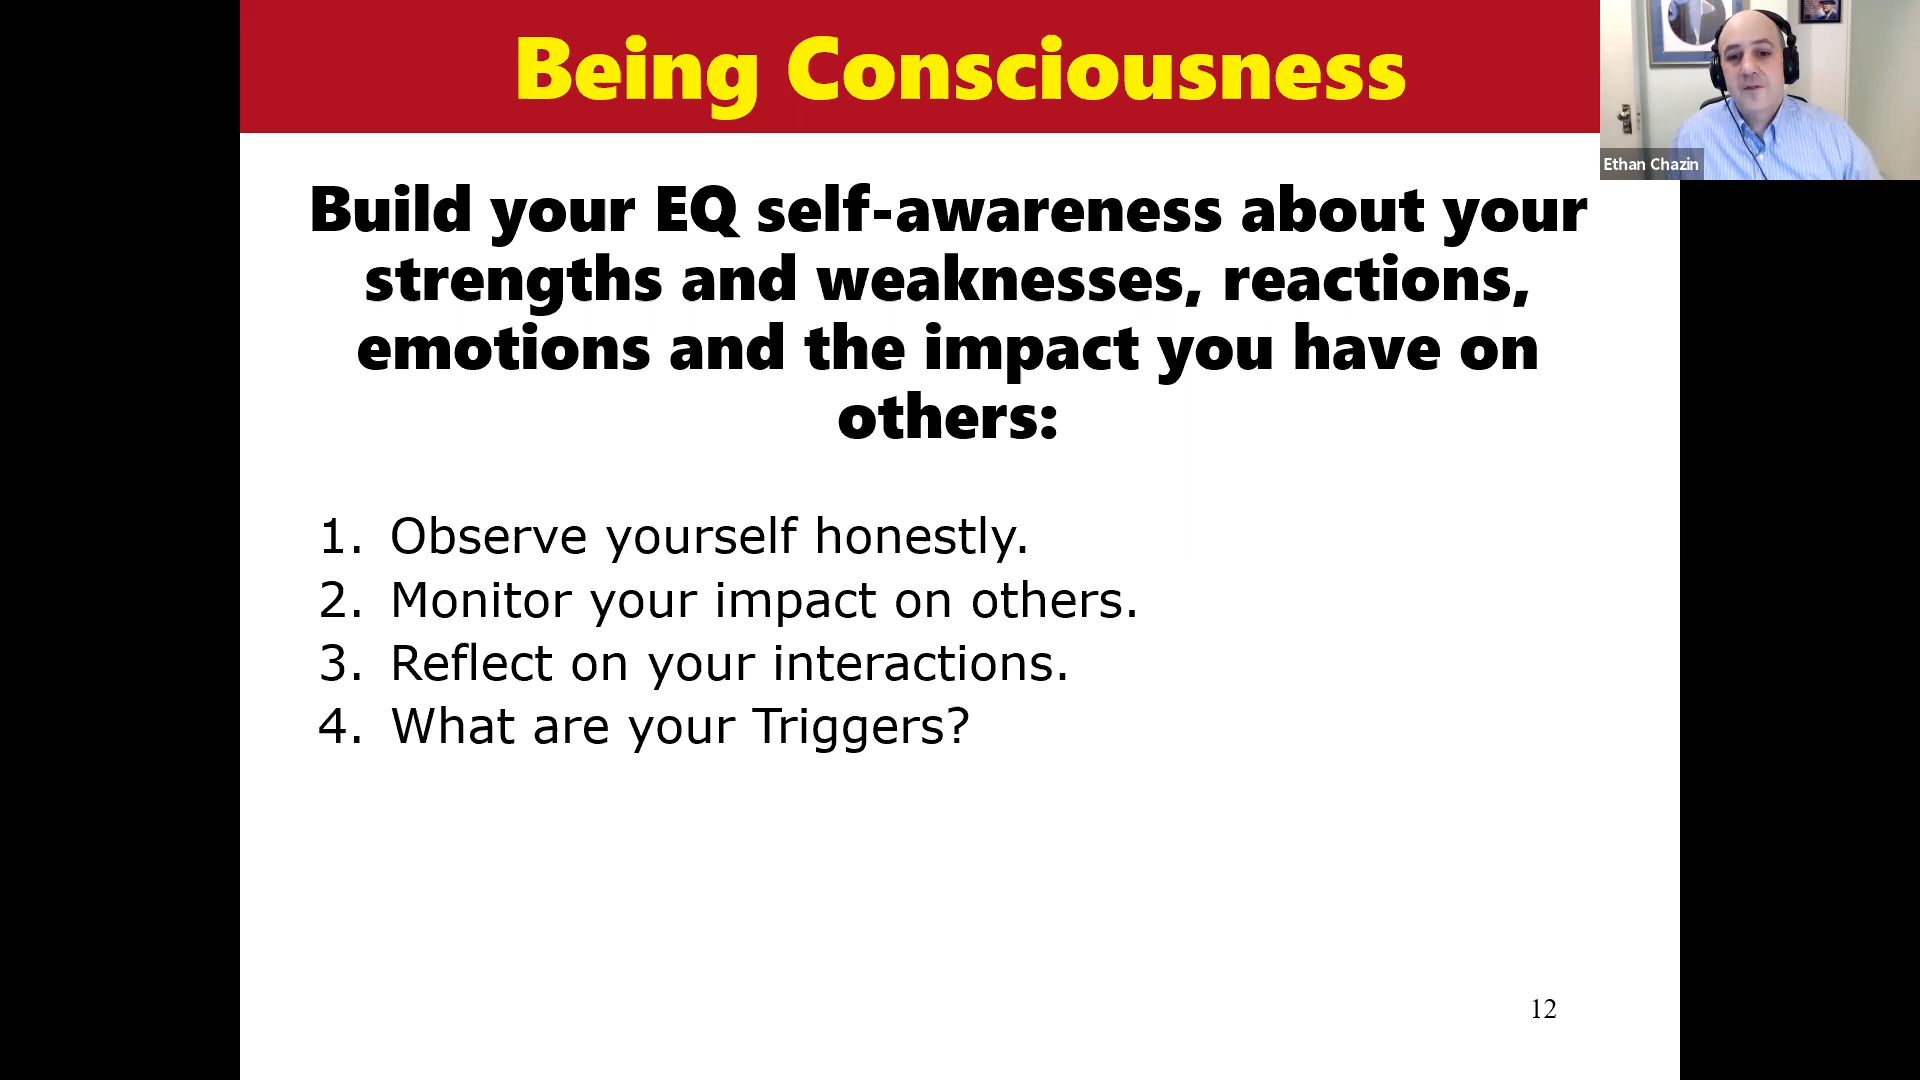 Being Consciousness
Ethan Chazin
Build your EQ self-awareness about your
strengths and weaknesses, reactions,
emotions and the impact you have on
others:
1. Observe yourself honestly.
2. Monitor your impact on others.
3. Reflect on your interactions.
4. What are your Triggers?
12